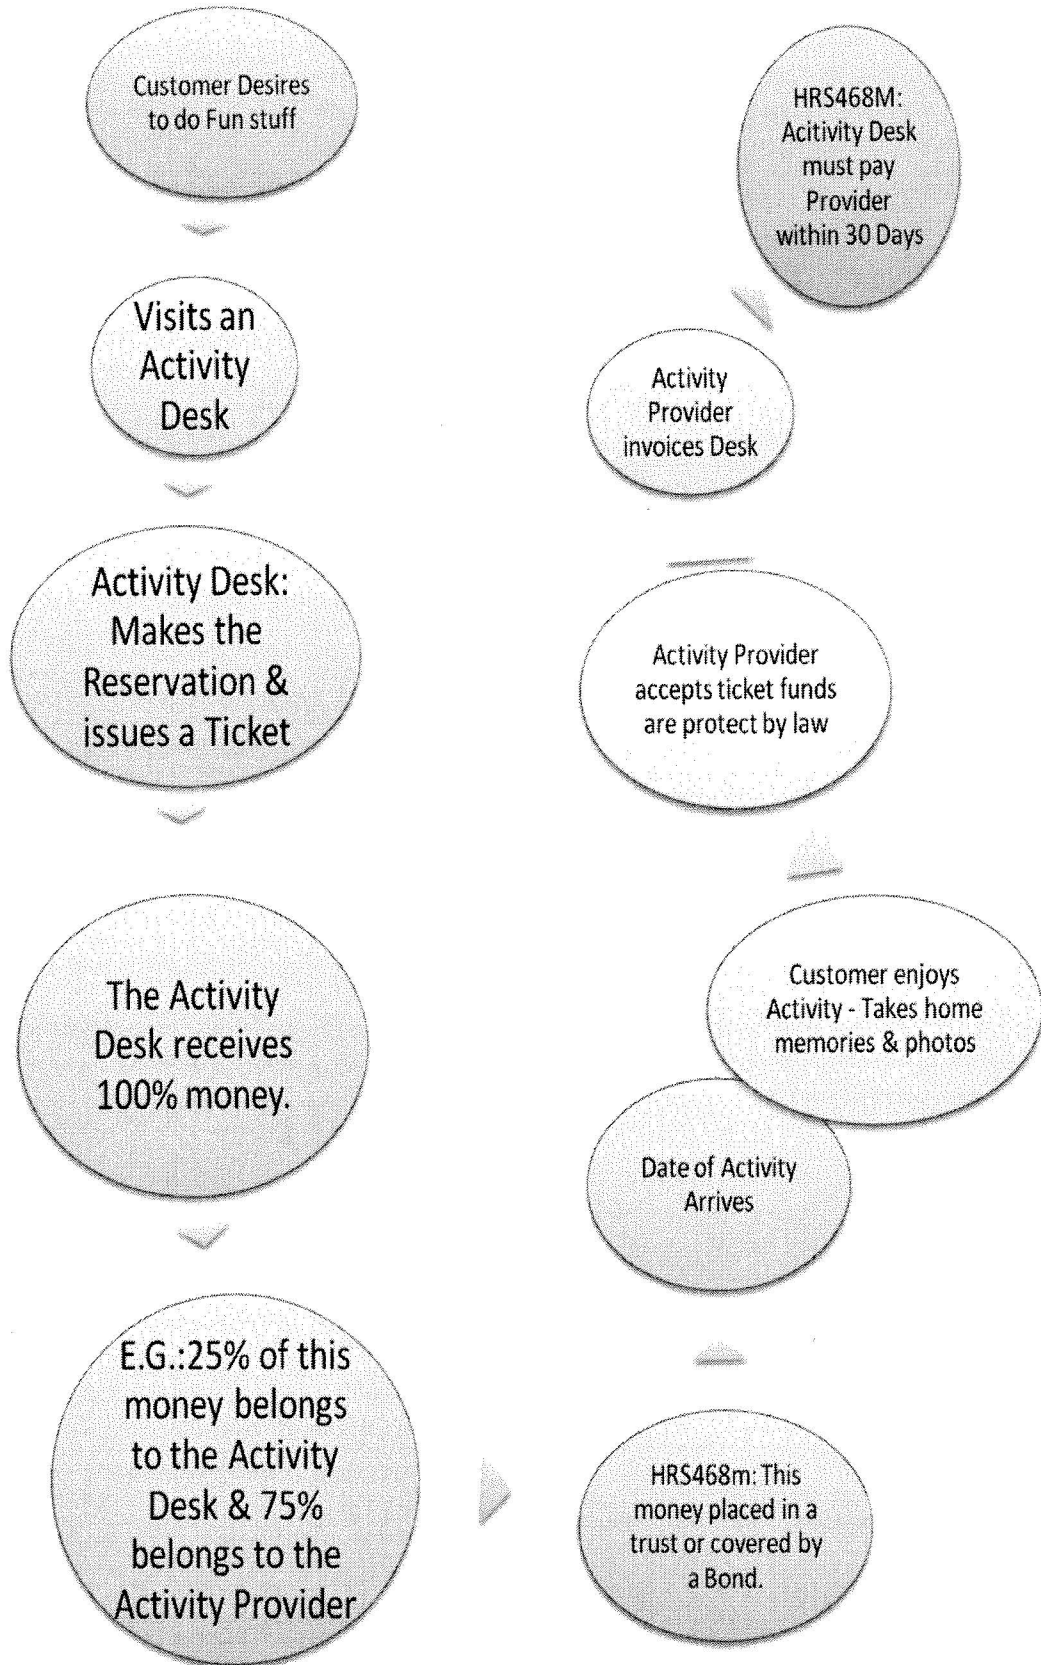 Customer Desires
to do Fun stuff
Visits an
Activity
Desk
Activity Desk:
Makes the
Reservation &
issues a Ticket
The Activity
Desk receives
100% money.
E.G.:25% of this
money belongs
to the Activity
Desk & 75%
belongs to the
Activity Provider
HRS468m: This
money placed in a
trust or covered by
a Bond.
Date of Activity
Arrives
Customer enjoys
Activity - Takes home
memories & photos
Activity Provider
accepts ticket funds
are protect by law
Activity
Provider
invoices Desk
HRS468M:
Acitivity Desk
must pay
Provider
within 30 Days